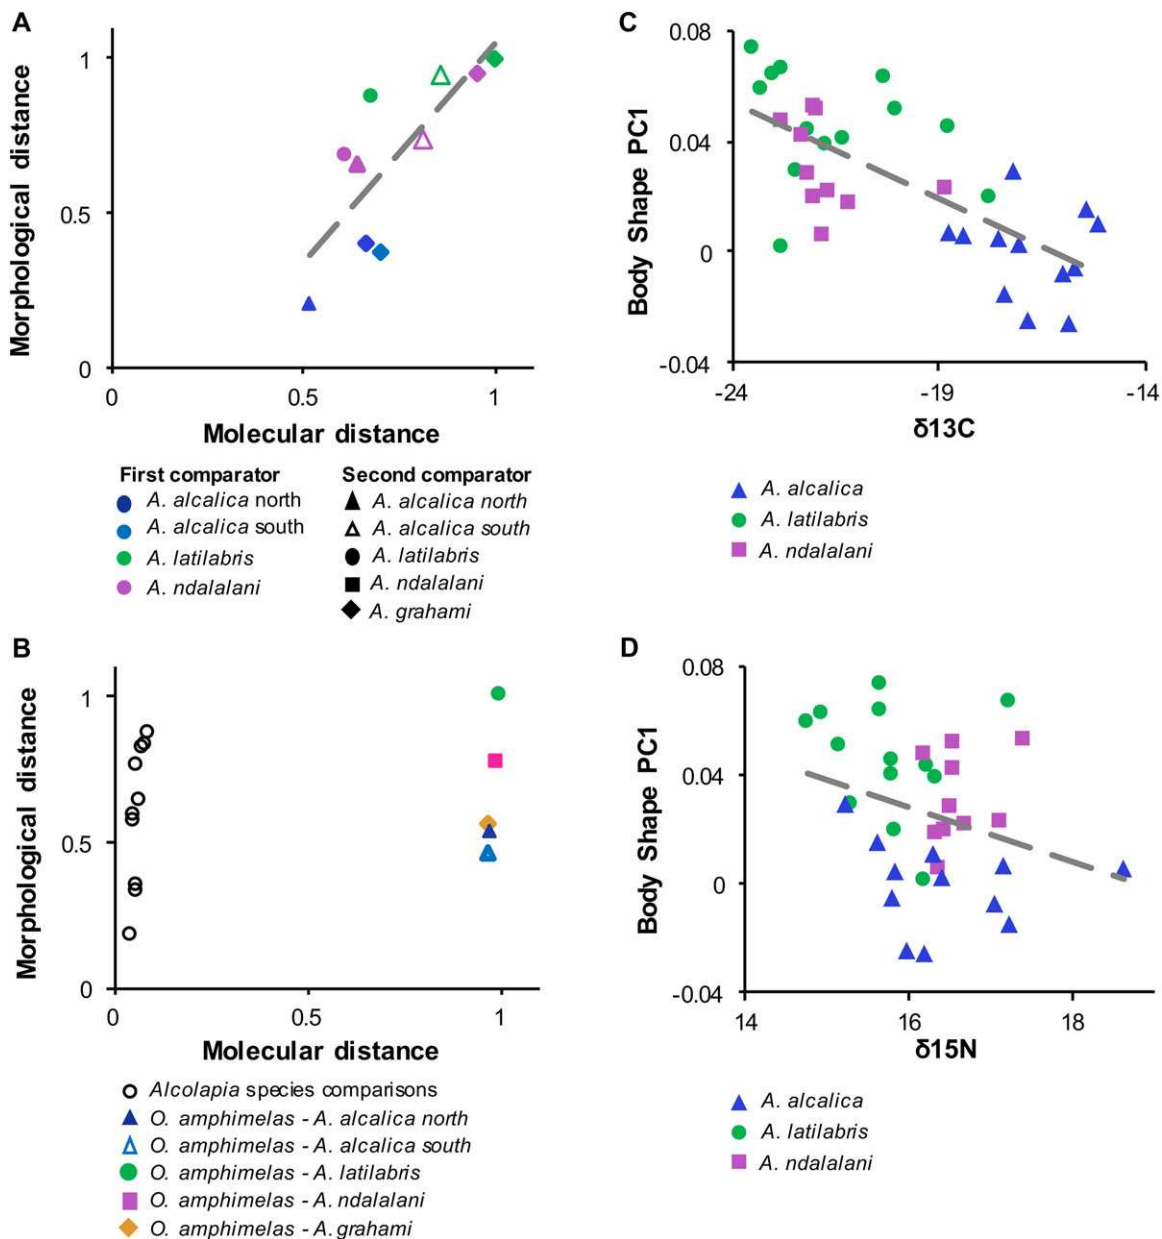 A
Morphological distance
1
0.5
0
0
0.5
1
Molecular distance
First comparator
A. alcalica north
A. alcalica south
A. latilabris
A. ndalalani
Second comparator
A. alcalica north
A. alcalica south
A. latilabris
A. ndalalani
A. grahami
B
Morphological distance
1
0.5
0
0
0.5
1
Molecular distance
Alcolapia species comparisons
O. amphimelas - A. alcalica north
O. amphimelas - A. alcalica south
O. amphimelas - A. latilabris
O. amphimelas - A. ndalalani
O. amphimelas - A. grahami
C
Body Shape PC1
0.08
0.04
0
-0.04
-24
-19
-14
δ13C
A. alcalica
A. latilabris
A. ndalalani
D
Body Shape PC1
0.08
0.04
0
-0.04
14
16
18
δ15N
A. alcalica
A. latilabris
A. ndalalani